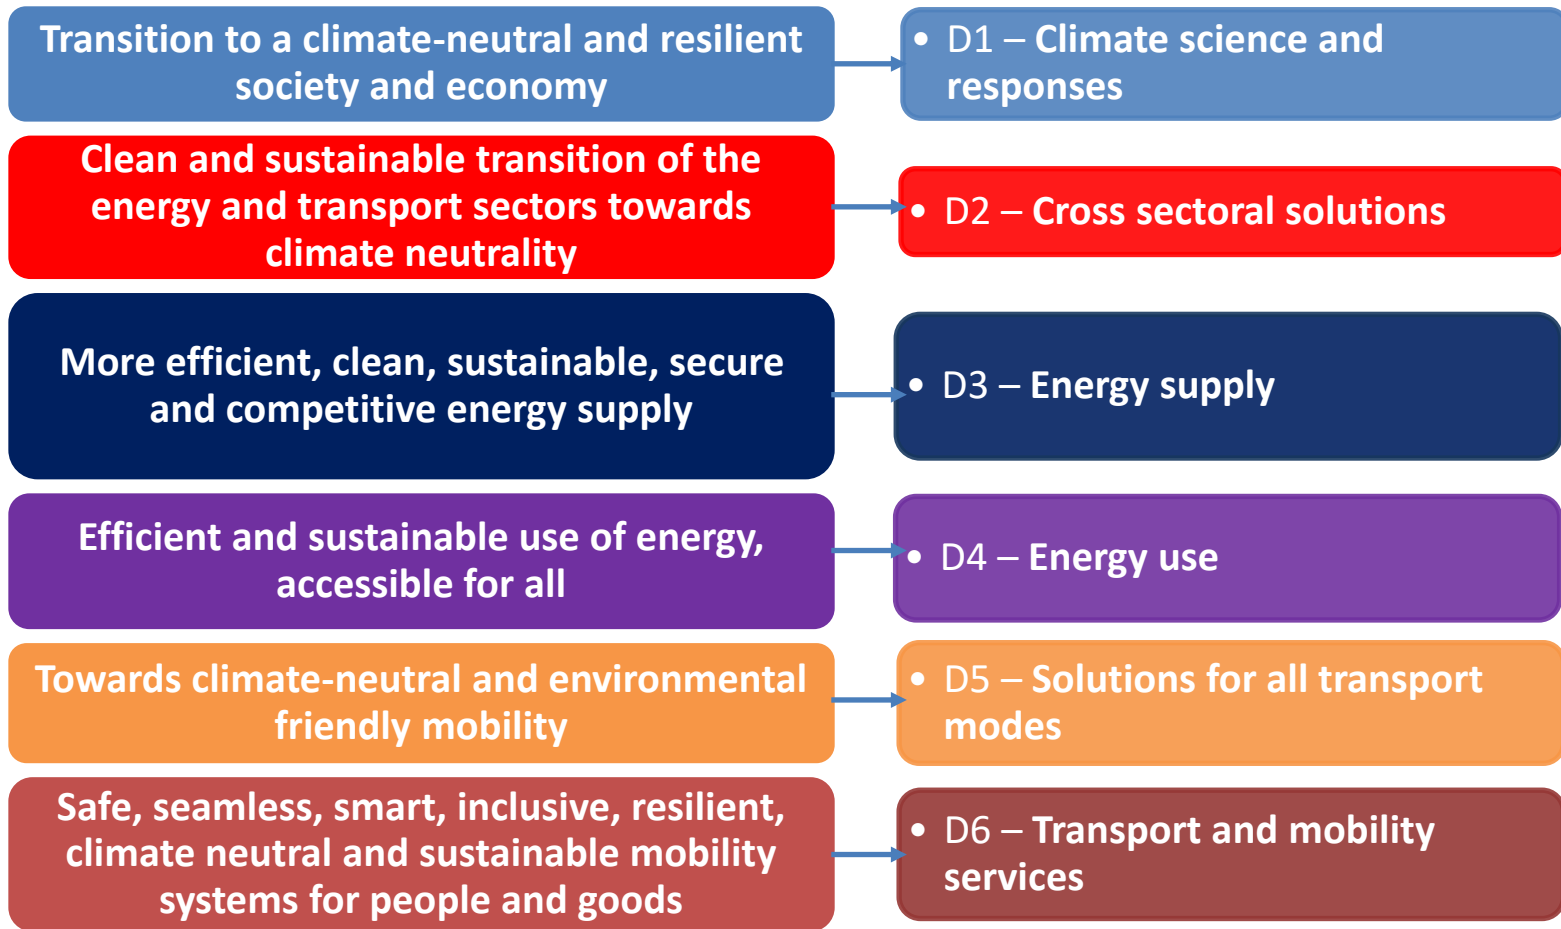 Transition to a climate-neutral and resilient
society and economy
• D1 – Climate science and
responses
Clean and sustainable transition of the
energy and transport sectors towards
climate neutrality
• D2 – Cross sectoral solutions
More efficient, clean, sustainable, secure
and competitive energy supply
• D3 – Energy supply
Efficient and sustainable use of energy,
accessible for all
• D4 – Energy use
Towards climate-neutral and environmental
friendly mobility
• D5 – Solutions for all transport
modes
Safe, seamless, smart, inclusive, resilient,
climate neutral and sustainable mobility
systems for people and goods
• D6 – Transport and mobility
services